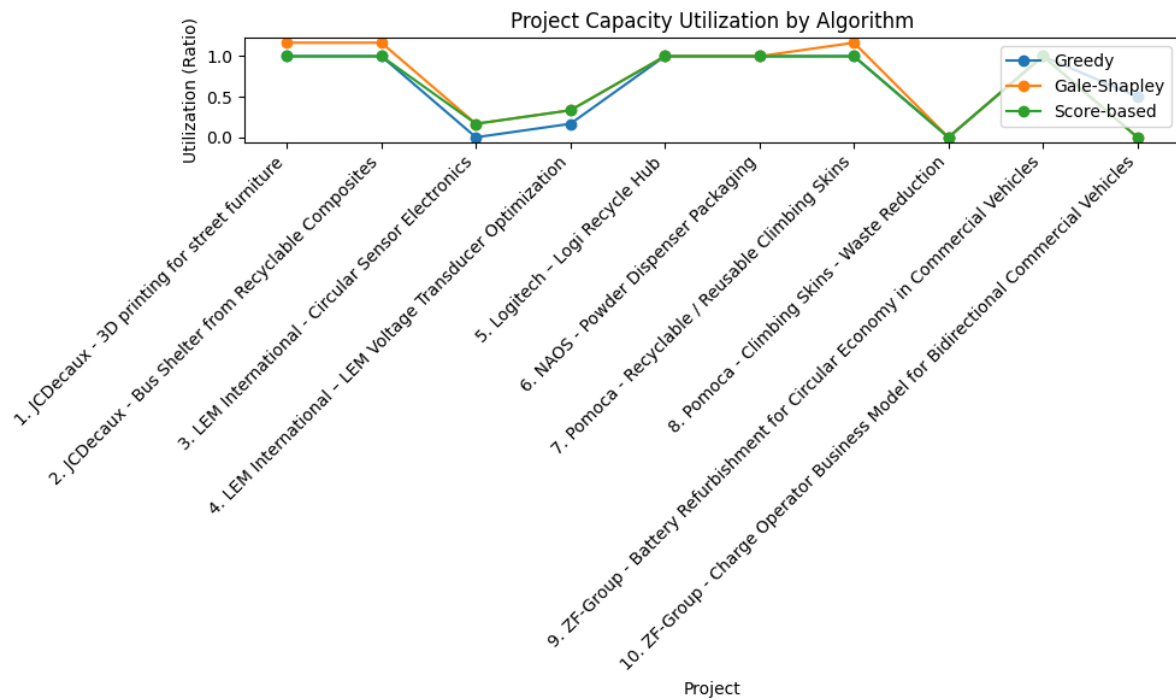 Project Capacity Utilization by Algorithm
Utilization (Ratio)
1.0
0.5
0.0
Greedy
Gale-Shapley
Score-based
1. JCDecaux - 3D printing for street furniture
2. JCDecaux - Bus Shelter from Recyclable Composites
3. LEM International - Circular Sensor Electronics
4. LEM International – LEM Voltage Transducer Optimization
5. Logitech – Logi Recycle Hub
6. NAOS - Powder Dispenser Packaging
7. Pomoca - Recyclable / Reusable Climbing Skins
8. Pomoca - Climbing Skins - Waste Reduction
9. ZF-Group - Battery Refurbishment for Circular Economy in Commercial Vehicles
10. ZF-Group - Charge Operator Business Model for Bidirectional Commercial Vehicles
Project